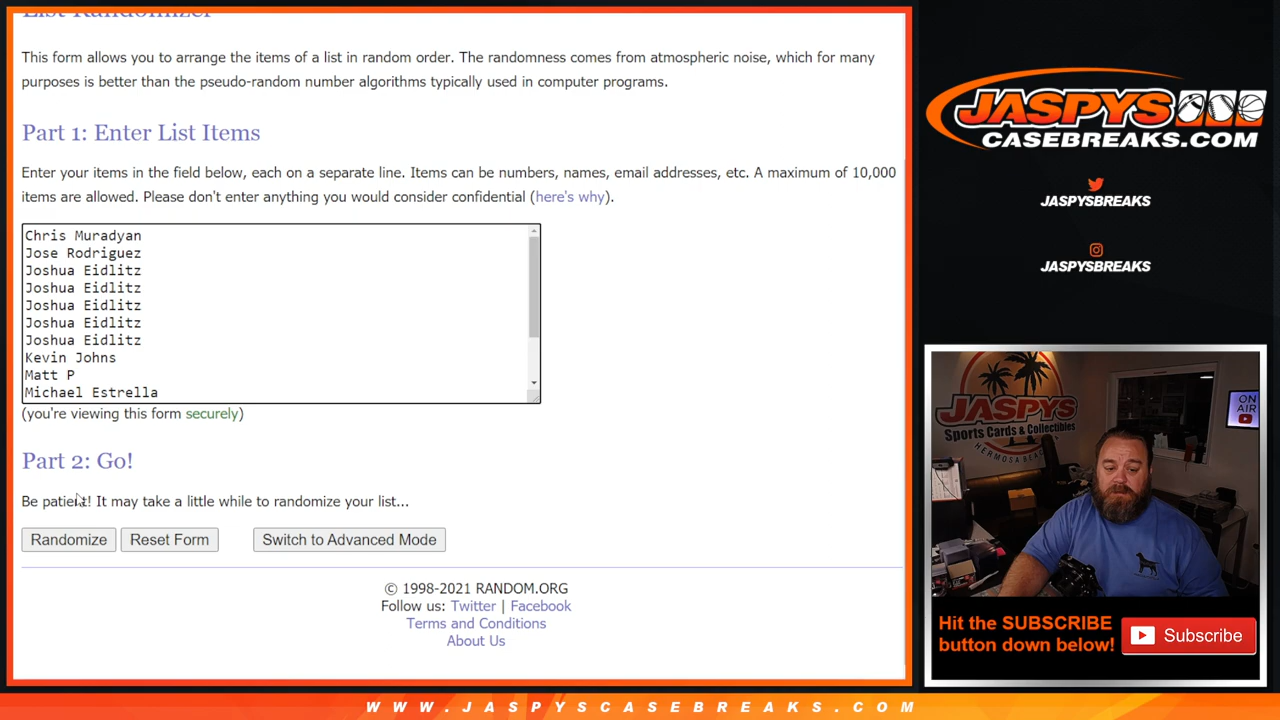 List Randomizer
This form allows you to arrange the items of a list in random order. The randomness comes from atmospheric noise, which for many
purposes is better than the pseudo-random number algorithms typically used in computer programs.
Part 1: Enter List Items
Enter your items in the field below, each on a separate line. Items can be numbers, names, email addresses, etc. A maximum of 10,000
items are allowed. Please don't enter anything you would consider confidential (here's why).
Chris Muradyan
Jose Rodriguez
Joshua Eidlitz
Joshua Eidlitz
Joshua Eidlitz
Joshua Eidlitz
Joshua Eidlitz
Kevin Johns
Matt P
Michael Estrella
(you're viewing this form securely)
Part 2: Go!
Be patient! It may take a little while to randomize your list...
Randomize Reset Form Switch to Advanced Mode
© 1998-2021 RANDOM.ORG
Follow us: Twitter | Facebook
Terms and Conditions
About Us
JASPYS
CASEBREAKS.COM
JASPYSBREAKS
JASPYSBREAKS
JASPYS
Sports Cards & Collectibles
HERMOSA BEACH
ON
AIR
Hit the SUBSCRIBE
button down below!
Subscribe
WWW.JASPYSCASEBREAKS.COM